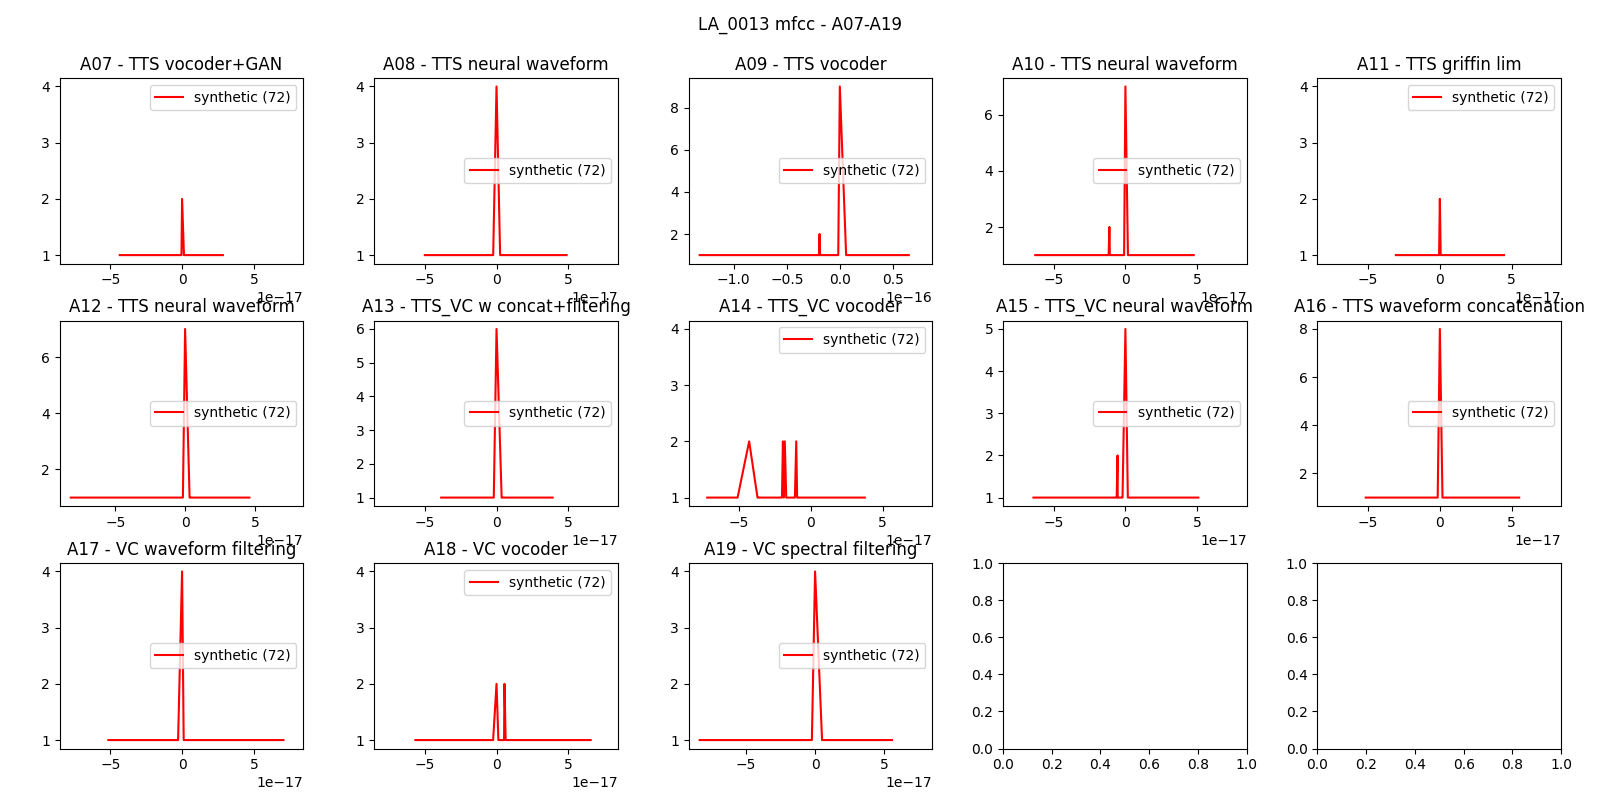 LA_0013 mfcc - A07-A19
A07 - TTS vocoder+GAN
A08 - TTS neural waveform
A09 - TTS vocoder
A10 - TTS neural waveform
A11 - TTS griffin lim
4
3
2
1
synthetic (72)
−5 0 5
1e−17
4
3
2
1
synthetic (72)
−5 0 5
1e−17
8
6
4
2
synthetic (72)
−1.0 −0.5 0.0 0.5
1e−16
6
4
2
synthetic (72)
−5 0 5
1e−17
4
3
2
1
synthetic (72)
−5 0 5
1e−17
A12 - TTS neural waveform
A13 - TTS_VC w concat+filtering
A14 - TTS_VC vocoder
A15 - TTS_VC neural waveform
A16 - TTS waveform concatenation
6
4
2
synthetic (72)
−5 0 5
1e−17
6
5
4
3
2
1
synthetic (72)
−5 0 5
1e−17
4
3
2
1
synthetic (72)
−5 0 5
1e−17
5
4
3
2
1
synthetic (72)
−5 0 5
1e−17
8
6
4
2
synthetic (72)
−5 0 5
1e−17
A17 - VC waveform filtering
A18 - VC vocoder
A19 - VC spectral filtering
4
3
2
1
synthetic (72)
−5 0 5
1e−17
4
3
2
1
synthetic (72)
−5 0 5
1e−17
4
3
2
1
synthetic (72)
−5 0 5
1e−17
1.0
0.8
0.6
0.4
0.2
0.0
0.0 0.2 0.4 0.6 0.8 1.0
1.0
0.8
0.6
0.4
0.2
0.0
0.0 0.2 0.4 0.6 0.8 1.0